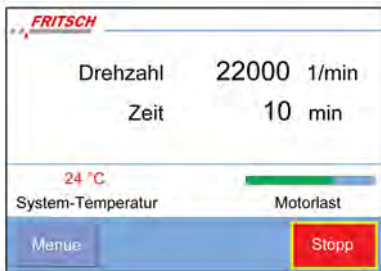 FRITSCH
Drehzahl 22000 1/min
Zeit 10 min
24 °C
System-Temperatur Motorlast
Menue Stopp